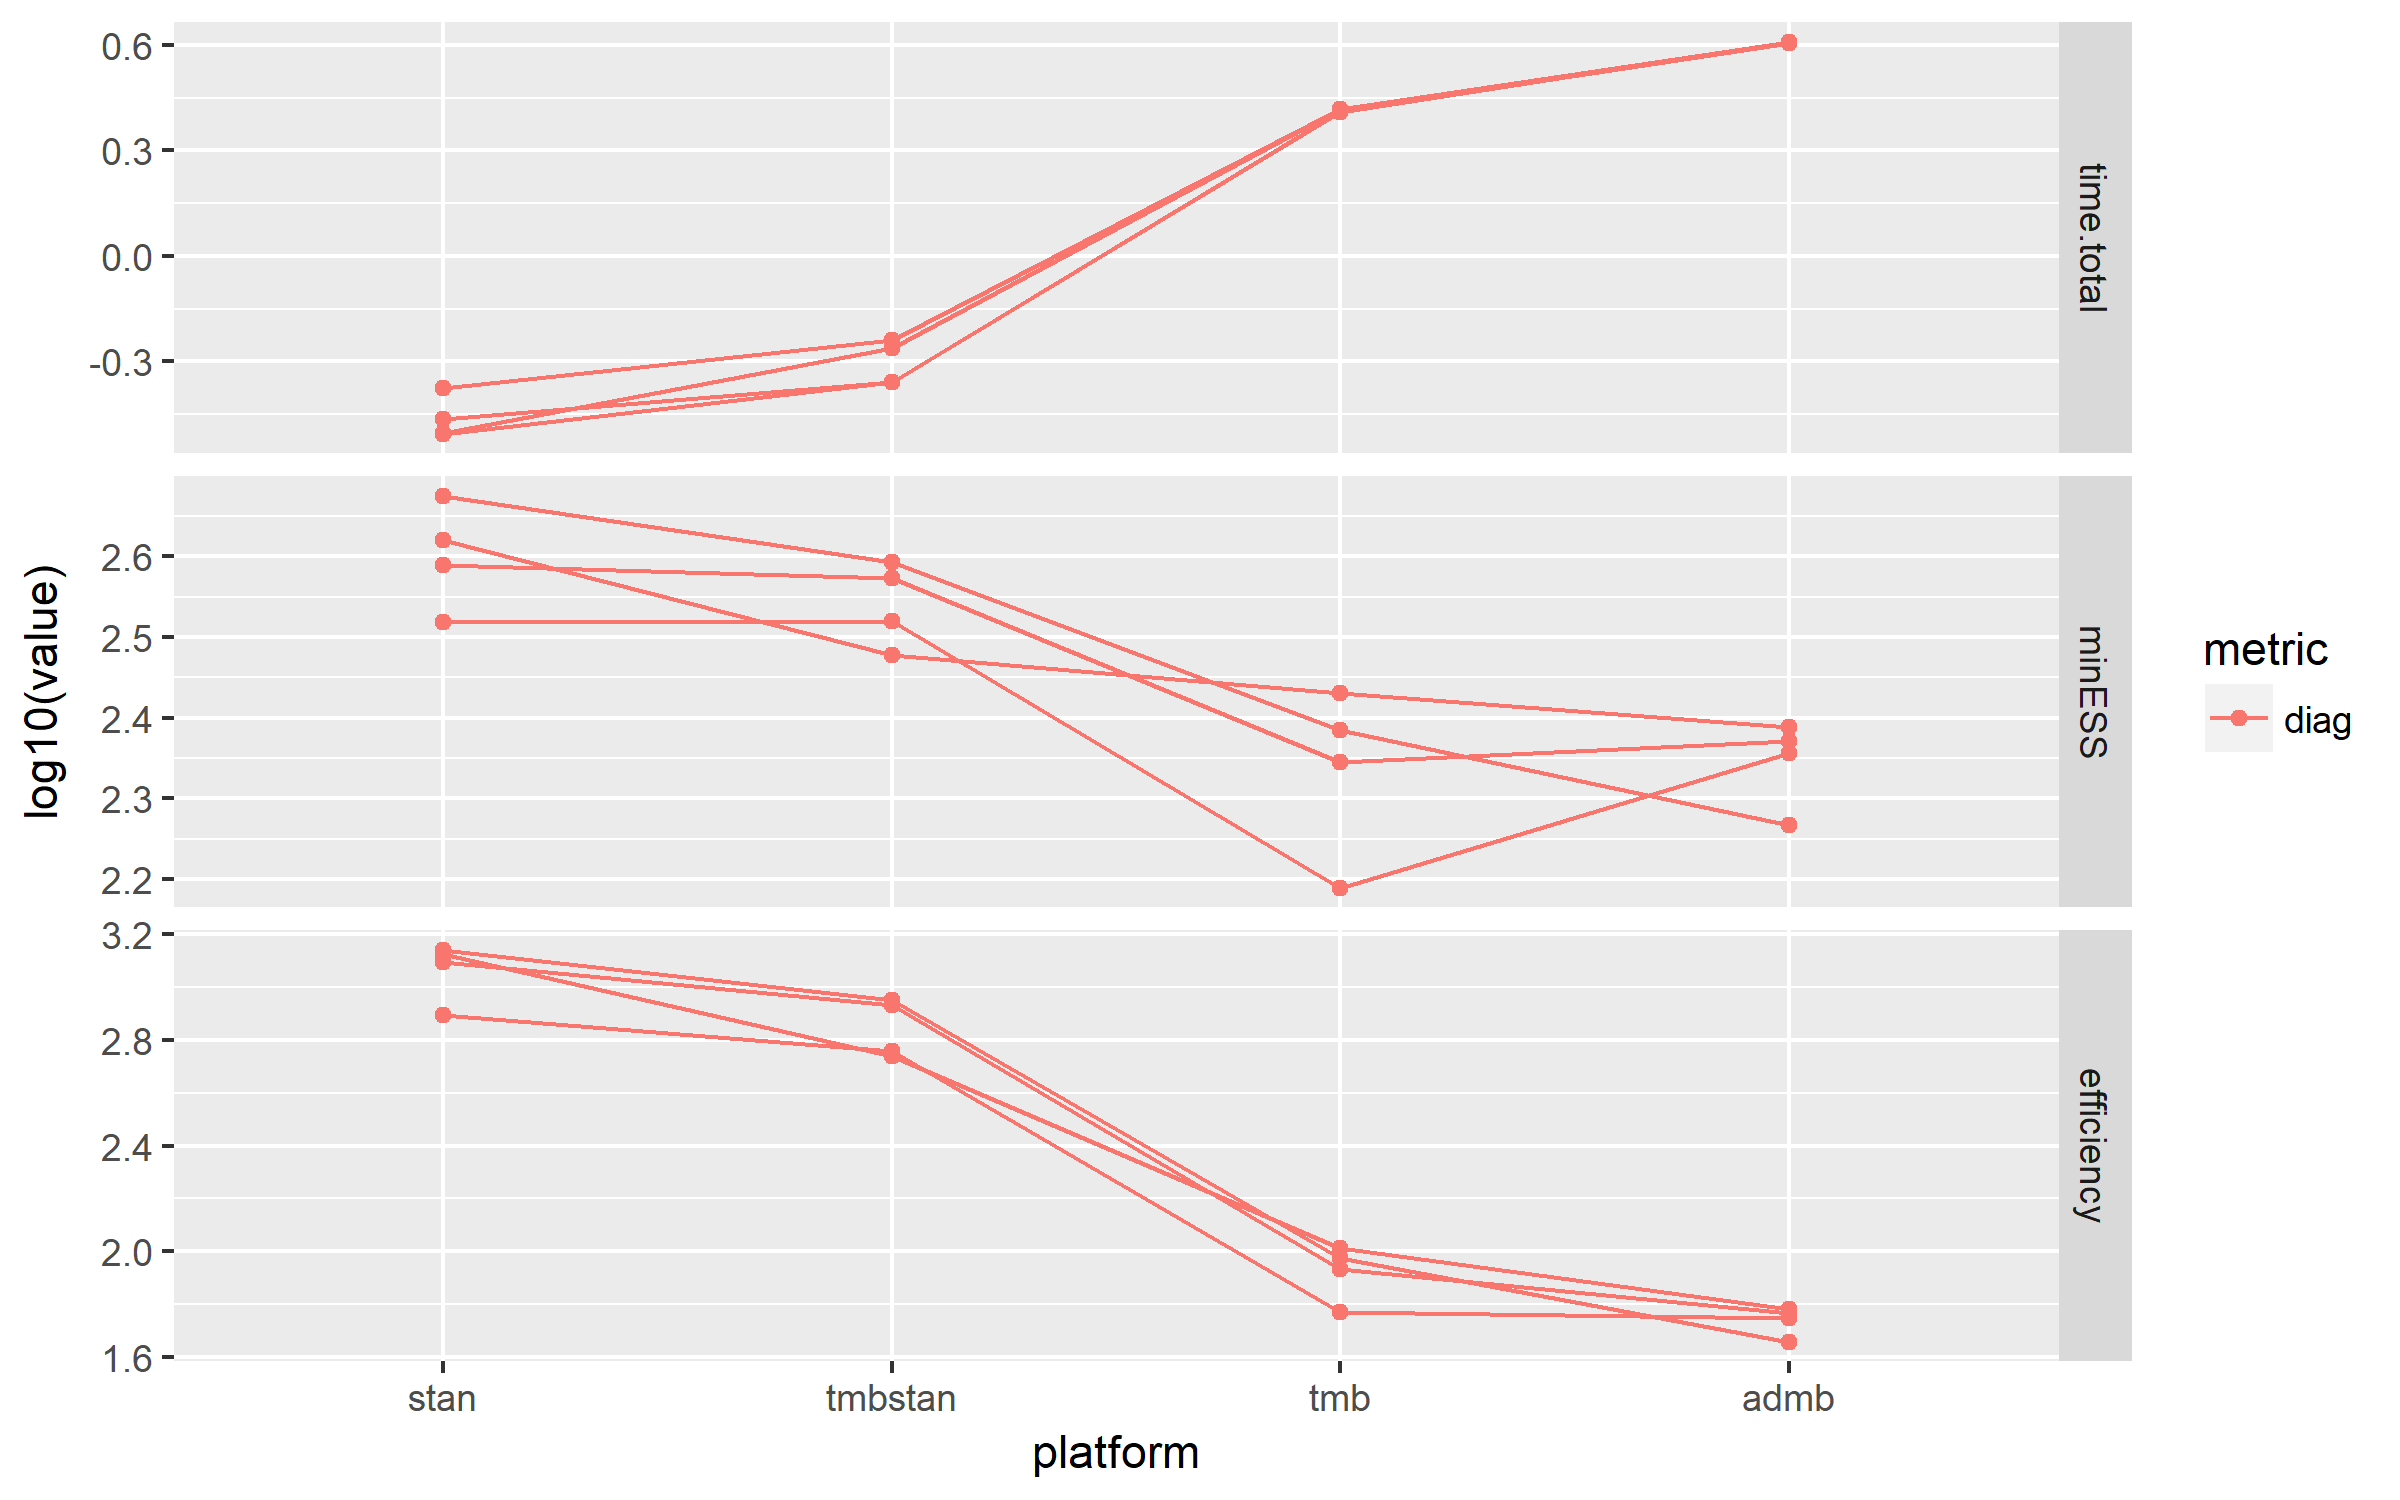 log10(value)
0.6
0.3
0.0
-0.3
time.total
2.6
2.5
2.4
2.3
2.2
minESS
3.2
2.8
2.4
2.0
1.6
efficiency
stan tmbstan tmb admb
platform
metric
diag